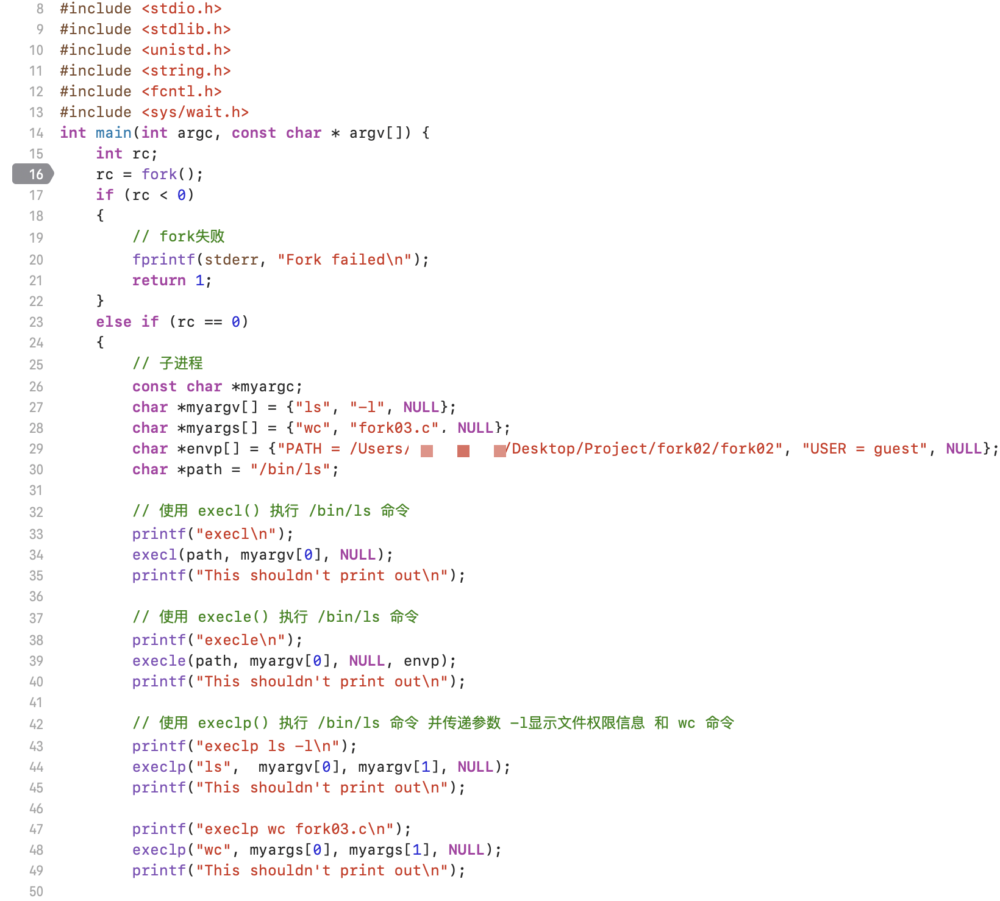 8 #include <stdio.h>
9 #include <stdlib.h>
10 #include <unistd.h>
11 #include <string.h>
12 #include <fcntl.h>
13 #include <sys/wait.h>
14 int main(int argc, const char * argv[]) {
15     int rc;
16     rc = fork();
17     if (rc < 0)
18     {
19         // fork失败
20         fprintf(stderr, "Fork failed\n");
21         return 1;
22     }
23     else if (rc == 0)
24     {
25         // 子进程
26         const char *myargc;
27         char *myargv[] = {"ls", "-l", NULL};
28         char *myargs[] = {"wc", "fork03.c", NULL};
29         char *envp[] = {"PATH = /Users/ /Desktop/Project/fork02/fork02", "USER = guest", NULL};
30         char *path = "/bin/ls";
31
32         // 使用 execl() 执行 /bin/ls 命令
33         printf("execl\n");
34         execl(path, myargv[0], NULL);
35         printf("This shouldn't print out\n");
36
37         // 使用 execle() 执行 /bin/ls 命令
38         printf("execle\n");
39         execle(path, myargv[0], NULL, envp);
40         printf("This shouldn't print out\n");
41
42         // 使用 execlp() 执行 /bin/ls 命令 并传递参数 -l显示文件权限信息 和 wc 命令
43         printf("execlp ls -l\n");
44         execlp("ls",  myargv[0], myargv[1], NULL);
45         printf("This shouldn't print out\n");
46
47         printf("execlp wc fork03.c\n");
48         execlp("wc", myargs[0], myargs[1], NULL);
49         printf("This shouldn't print out\n");
50